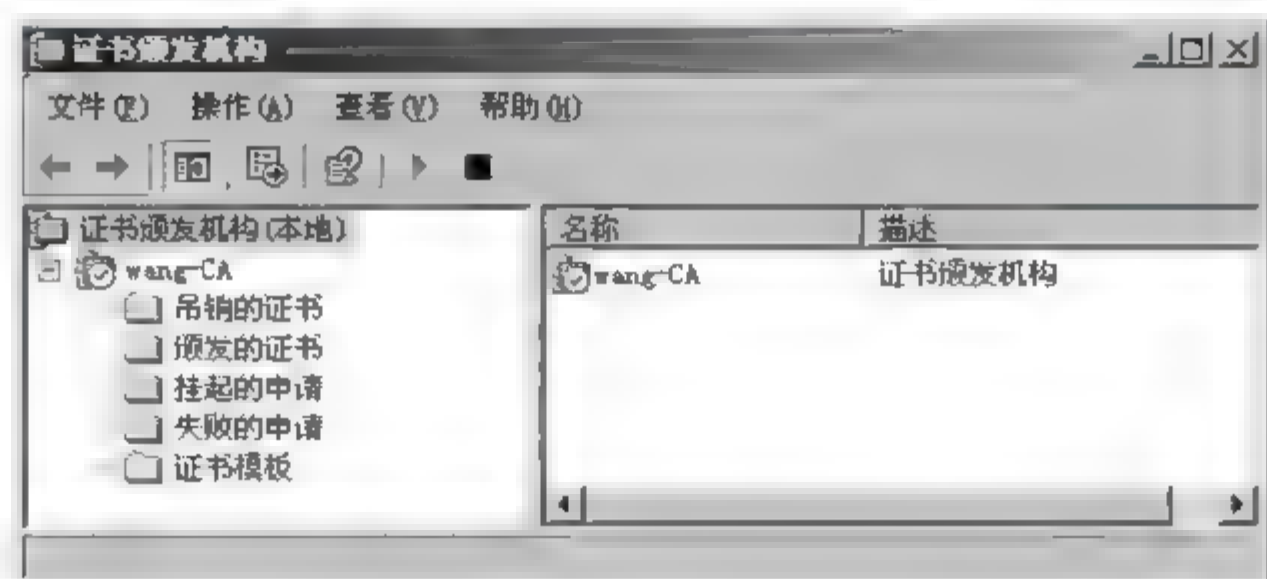 证书颁发机构
文件(F) 操作(A) 查看(V) 帮助(H)
证书颁发机构(本地)
wang-CA
吊销的证书
颁发的证书
挂起的申请
失败的申请
证书模板
名称 描述
wang-CA 证书颁发机构